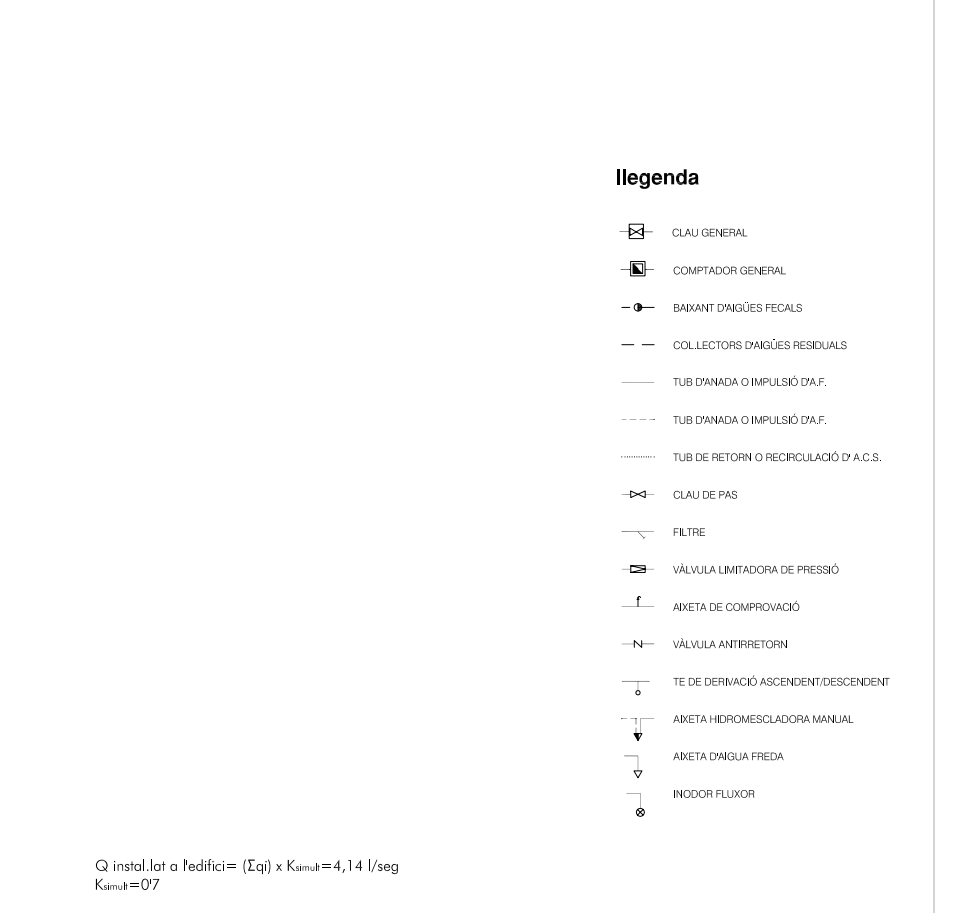 llegenda
CLAU GENERAL
COMPTADOR GENERAL
BAIXANT D'AIGÜES FECALS
COL.LECTORS D'AIGÜES RESIDUALS
TUB D'ANADA O IMPULSIÓ D'A.F.
TUB D'ANADA O IMPULSIÓ D'A.F.
TUB DE RETORN O RECIRCULACIÓ D' A.C.S.
CLAU DE PAS
FILTRE
VÀLVULA LIMITADORA DE PRESSIÓ
AIXETA DE COMPROVACIÓ
VÀLVULA ANTIRRETORN
TE DE DERIVACIÓ ASCENDENT/DESCENDENT
AIXETA HIDROMESCLADORA MANUAL
AIXETA D'AIGUA FREDA
INODOR FLUXOR
Q instal.lat a l'edifici= (Σqi) x Ksimult=4,14 l/seg
Ksimult=0'7